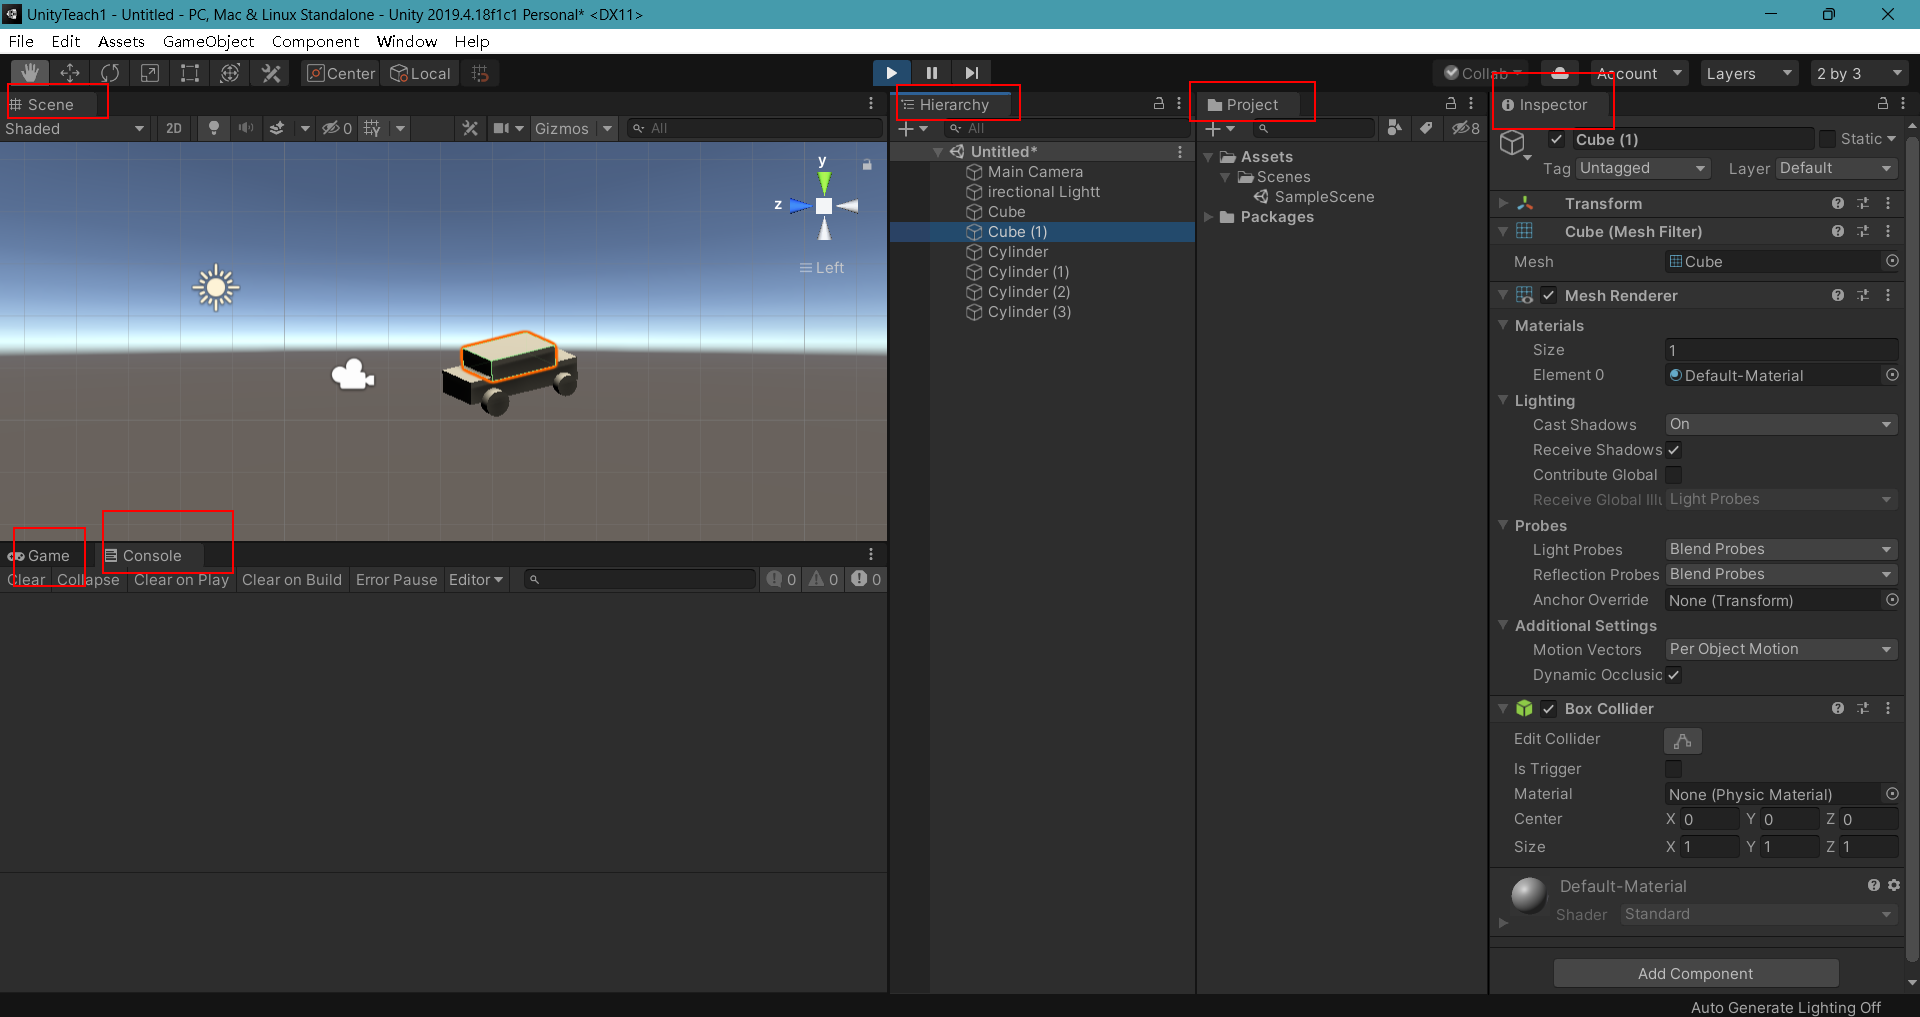 UnityTeach1 - Untitled - PC, Mac & Linux Standalone - Unity 2019.4.18f1c1 Personal* <DX11>
File Edit Assets GameObject Component Window Help
Center Local Collab Account Layers 2 by 3
Scene
Shaded 2D 0 Gizmos All
y
z
Left
Game Console
Clear Collapse Clear on Play Clear on Build Error Pause Editor 0 0 0
Hierarchy
All
Untitled*
Main Camera
irectional Lightt
Cube
Cube (1)
Cylinder
Cylinder (1)
Cylinder (2)
Cylinder (3)
Project
8
Assets
Scenes
SampleScene
Packages
Inspector
Cube (1) Static
Tag Untagged Layer Default
Transform
Cube (Mesh Filter)
Mesh Cube
Mesh Renderer
Materials
Size 1
Element 0 Default-Material
Lighting
Cast Shadows On
Receive Shadows
Contribute Global
Receive Global Illu Light Probes
Probes
Light Probes Blend Probes
Reflection Probes Blend Probes
Anchor Override None (Transform)
Additional Settings
Motion Vectors Per Object Motion
Dynamic Occlusic
Box Collider
Edit Collider
Is Trigger
Material None (Physic Material)
Center X 0 Y 0 Z 0
Size X 1 Y 1 Z 1
Default-Material
Shader Standard
Add Component
Auto Generate Lighting Off